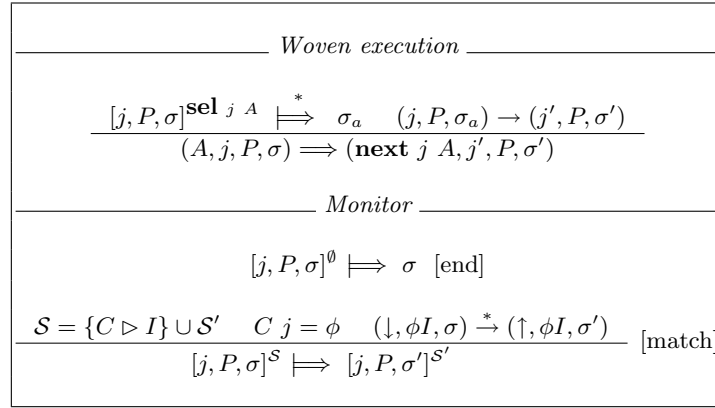 Woven execution
[j, P, σ]^{sel j A} ⊨⇒* σ_a (j, P, σ_a) → (j′, P, σ′)
(A, j, P, σ) ⟹ (next j A, j′, P, σ′)
Monitor
[j, P, σ]^∅ ⊨⇒ σ [end]
𝒮 = {C ▷ I} ∪ 𝒮′ C j = ϕ (↓, ϕI, σ) →* (↑, ϕI, σ′)
[match]
[j, P, σ]^𝒮 ⊨⇒ [j, P, σ′]^{𝒮′}